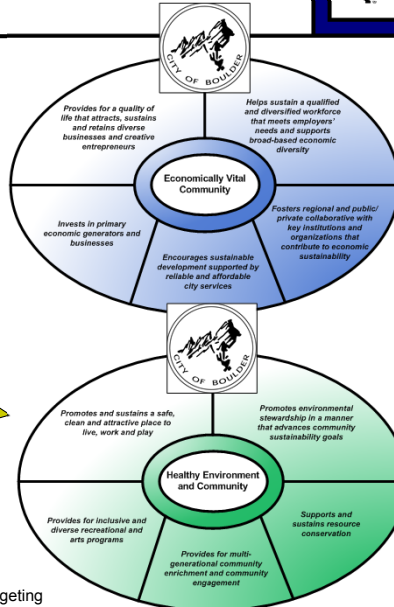 CITY OF BOULDER
Provides for a quality of
life that attracts, sustains
and retains diverse
businesses and creative
entrepreneurs
Helps sustain a qualified
and diversified workforce
that meets employers'
needs and supports
broad-based economic
diversity
Economically Vital
Community
Invests in primary
economic generators and
businesses
Encourages sustainable
development supported by
reliable and affordable
city services
Fosters regional and public/
private collaborative with
key institutions and
organizations that
contribute to economic
sustainability
CITY OF BOULDER
Promotes and sustains a safe,
clean and attractive place to
live, work and play
Promotes environmental
stewardship in a manner
that advances community
sustainability goals
Healthy Environment
and Community
Provides for inclusive and
diverse recreational and
arts programs
Provides for multi-
generational community
enrichment and community
engagement
Supports and
sustains resource
conservation
geting